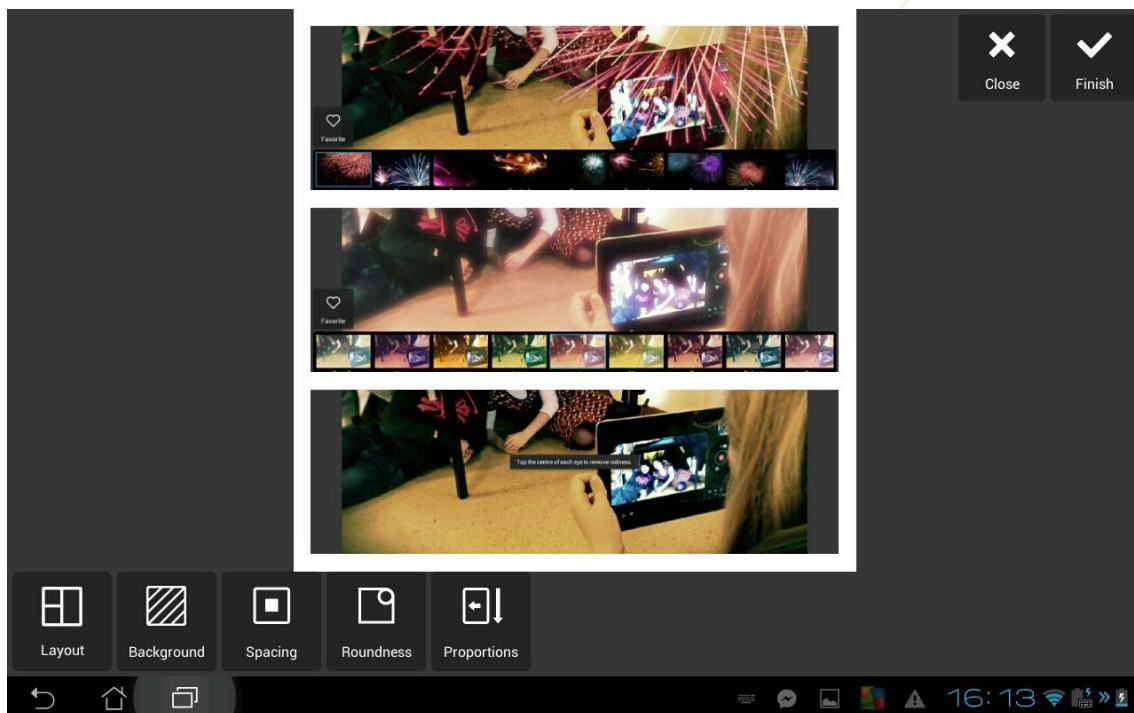 Close Finish
Favorite
Favorite
Tap the centre of each eye to remove redness.
Layout Background Spacing Roundness Proportions
16:13